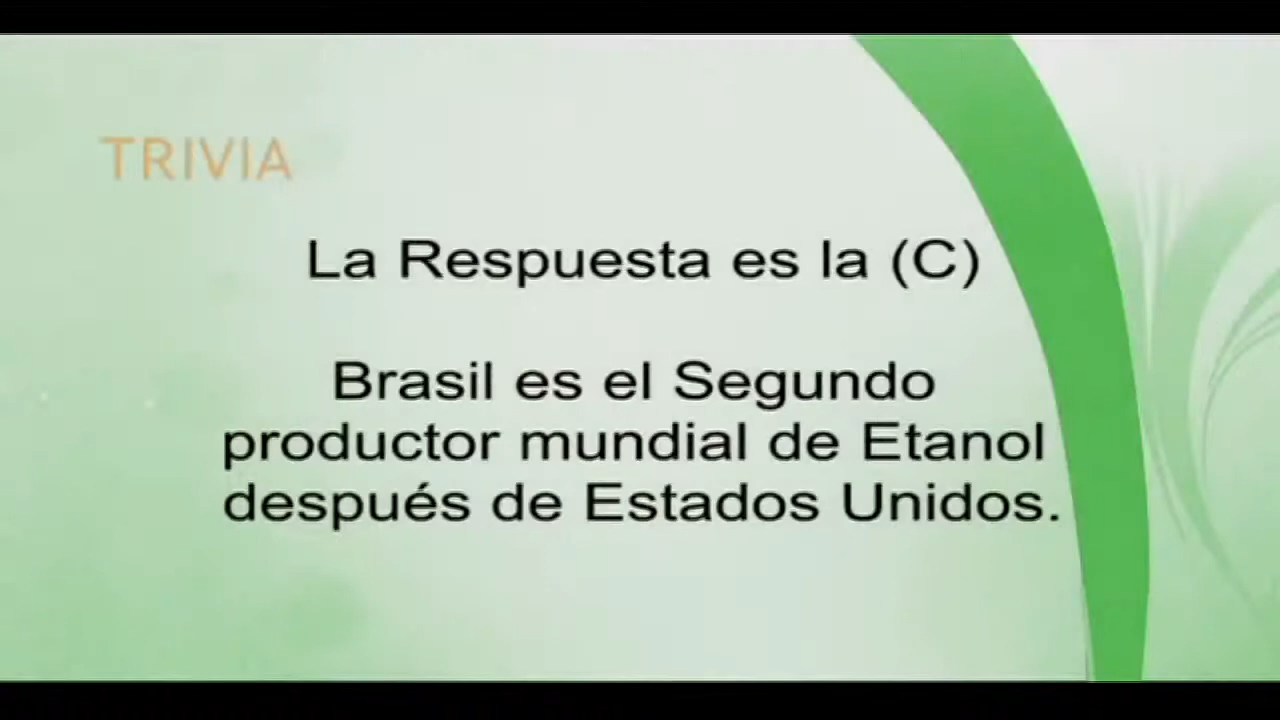 TRIVIA
La Respuesta es la (C)
Brasil es el Segundo
productor mundial de Etanol
después de Estados Unidos.